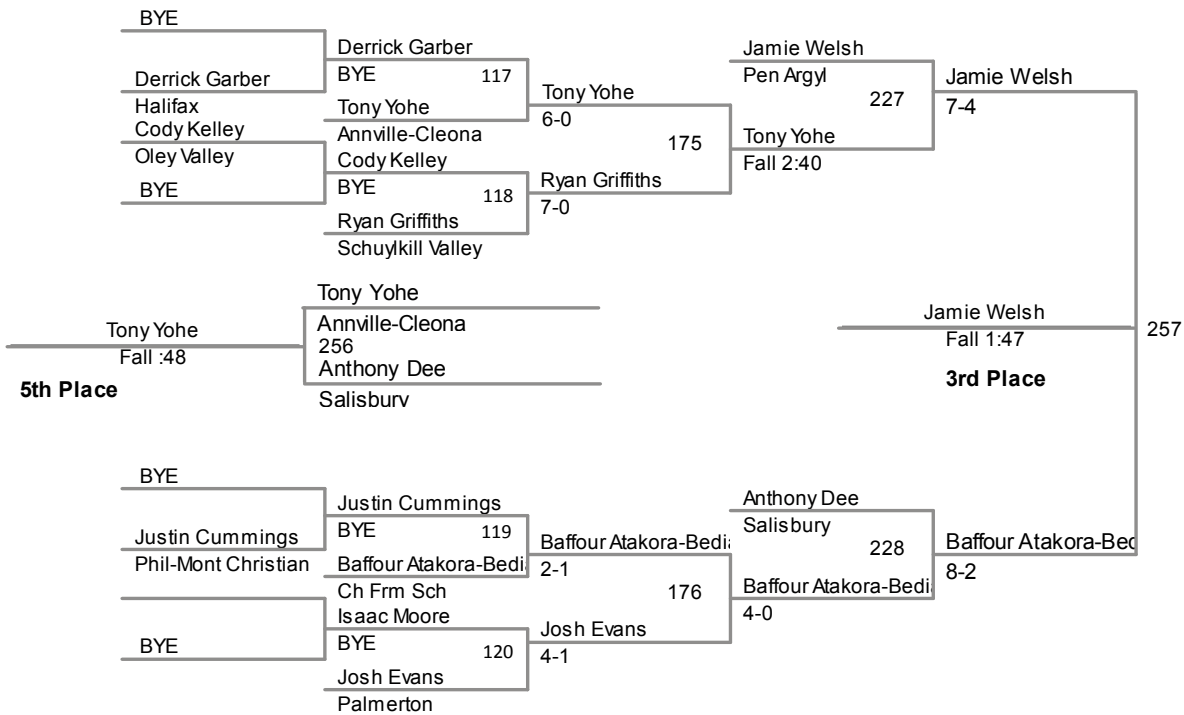 BYE
Derrick Garber
Halifax
Cody Kelley
Oley Valley
BYE
Derrick Garber
BYE
117
Tony Yohe
Annville-Cleona
Cody Kelley
BYE
118
Ryan Griffiths
Schuylkill Valley
Tony Yohe
6-0
175
Ryan Griffiths
7-0
Jamie Welsh
Pen Argyl
227
Tony Yohe
Fall 2:40
Jamie Welsh
7-4
Tony Yohe
Fall :48
5th Place
Tony Yohe
Annville-Cleona
256
Anthony Dee
Salisbury
Jamie Welsh
Fall 1:47
3rd Place
257
BYE
Justin Cummings
Phil-Mont Christian
BYE
Justin Cummings
BYE
119
Baffour Atakora-Bedi
Ch Frm Sch
Isaac Moore
BYE
120
Josh Evans
Palmerton
Baffour Atakora-Bedi
2-1
176
Josh Evans
4-1
Anthony Dee
Salisbury
228
Baffour Atakora-Bedi
4-0
Baffour Atakora-Bed
8-2